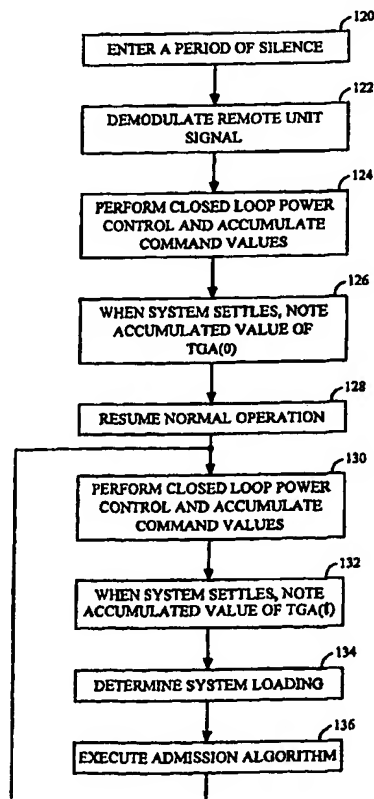 120
ENTER A PERIOD OF SILENCE
122
DEMODULATE REMOTE UNIT
SIGNAL
124
PERFORM CLOSED LOOP POWER
CONTROL AND ACCUMULATE
COMMAND VALUES
126
WHEN SYSTEM SETTLES, NOTE
ACCUMULATED VALUE OF
TGA(0)
128
RESUME NORMAL OPERATION
130
PERFORM CLOSED LOOP POWER
CONTROL AND ACCUMULATE
COMMAND VALUES
132
WHEN SYSTEM SETTLES, NOTE
ACCUMULATED VALUE OF TGA(t)
134
DETERMINE SYSTEM LOADING
136
EXECUTE ADMISSION ALGORITHM